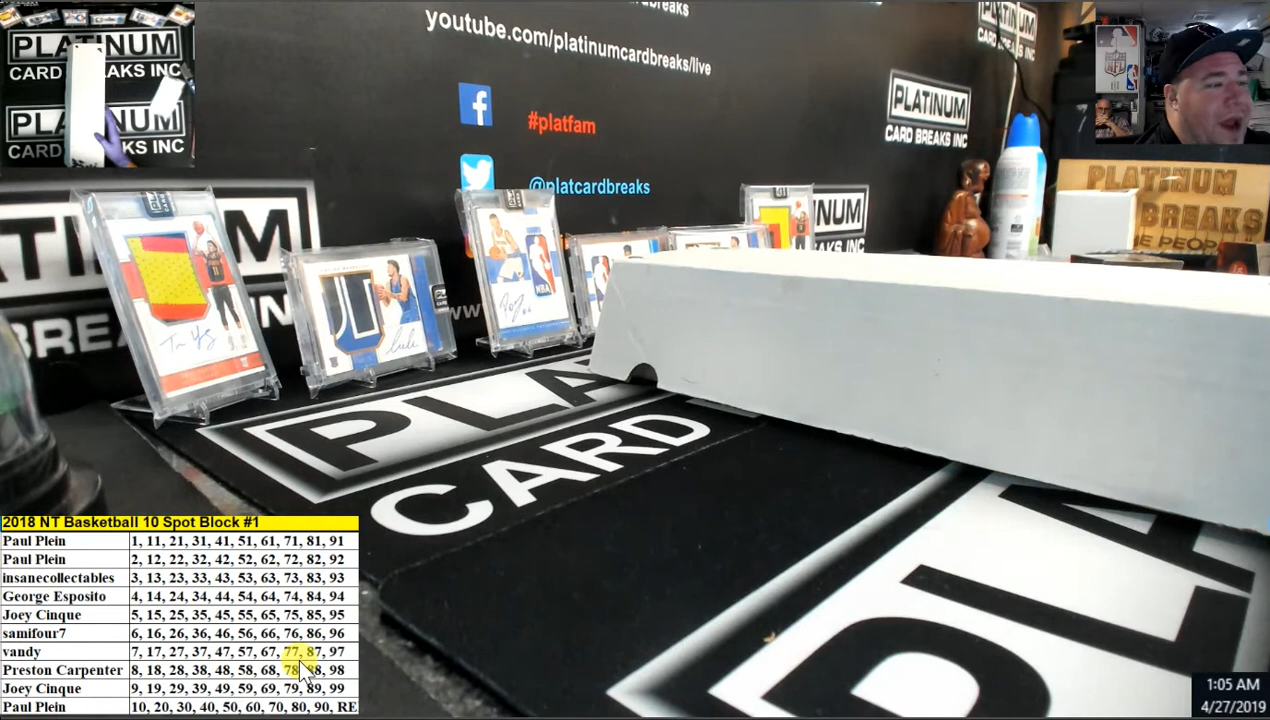 PLATINUM
CARD BREAKS INC
PLATINUM
CARD
cardbreaks
youtube.com/platinumcardbreaks/live
#platfam
@platcardbreaks
PLATINUM
CARD BREAKS INC
NFL
PLATINUM
BREAKS
NBA
PLA
CARD
2018 NT Basketball 10 Spot Block #1
Paul Plein 1, 11, 21, 31, 41, 51, 61, 71, 81, 91
Paul Plein 2, 12, 22, 32, 42, 52, 62, 72, 82, 92
insanecollectables 3, 13, 23, 33, 43, 53, 63, 73, 83, 93
George Esposito 4, 14, 24, 34, 44, 54, 64, 74, 84, 94
Joey Cinque 5, 15, 25, 35, 45, 55, 65, 75, 85, 95
samifour7 6, 16, 26, 36, 46, 56, 66, 76, 86, 96
vandy 7, 17, 27, 37, 47, 57, 67, 77, 87, 97
Preston Carpenter 8, 18, 28, 38, 48, 58, 68, 78, 88, 98
Joey Cinque 9, 19, 29, 39, 49, 59, 69, 79, 89, 99
Paul Plein 10, 20, 30, 40, 50, 60, 70, 80, 90, RE
1:05 AM
4/27/2019